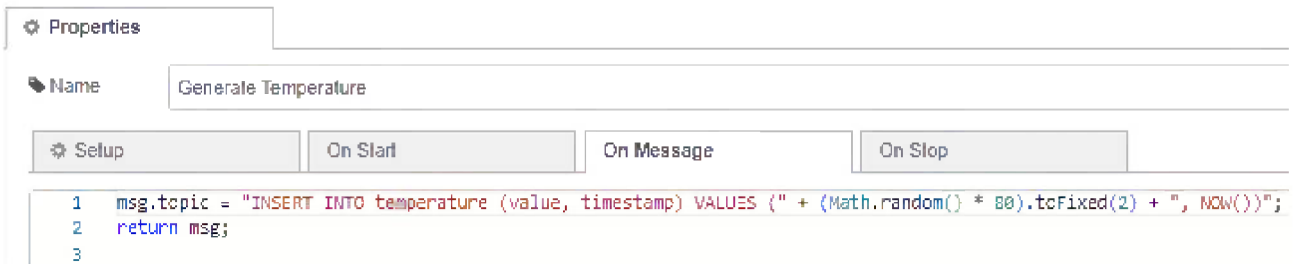 Properties
Name
Generate Temperature
Setup On Start On Message On Stop
1 msg.topic = "INSERT INTO temperature (value, timestamp) VALUES (" + (Math.random() * 80).toFixed(2) + ", NOW())";
2 return msg;
3